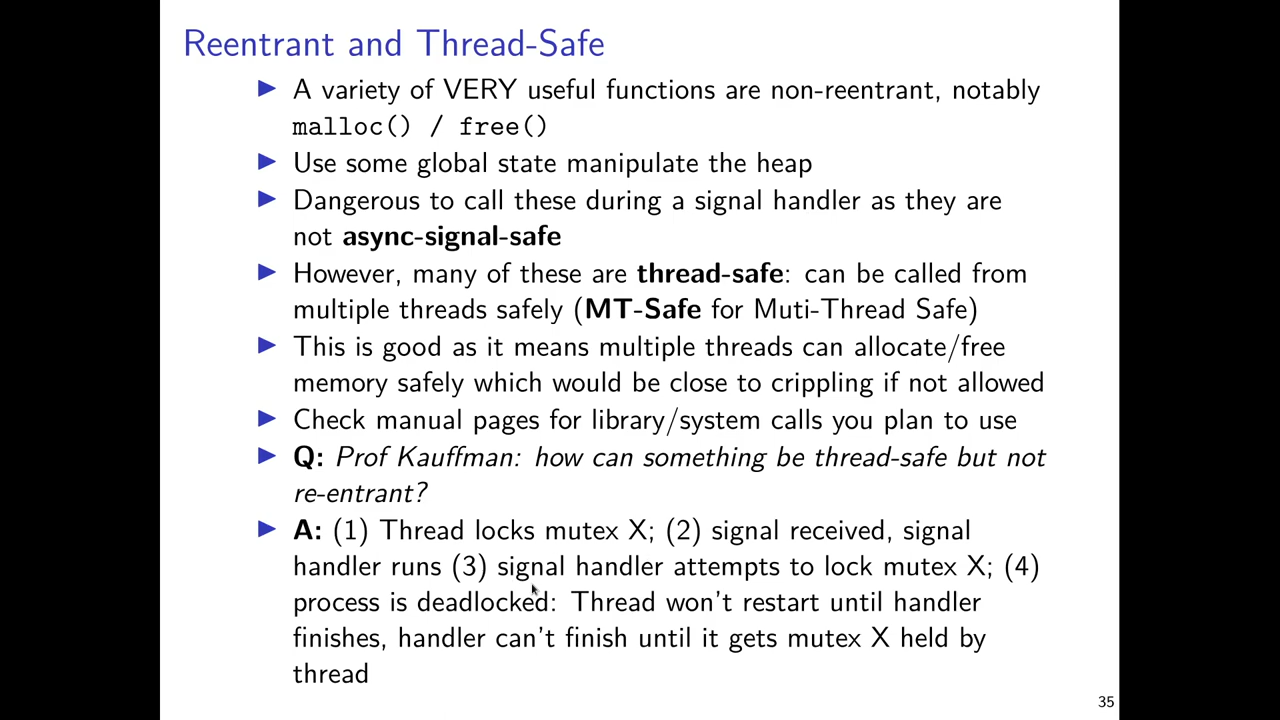 Reentrant and Thread-Safe
▶ A variety of VERY useful functions are non-reentrant, notably
malloc() / free()
▶ Use some global state manipulate the heap
▶ Dangerous to call these during a signal handler as they are
not async-signal-safe
▶ However, many of these are thread-safe: can be called from
multiple threads safely (MT-Safe for Muti-Thread Safe)
▶ This is good as it means multiple threads can allocate/free
memory safely which would be close to crippling if not allowed
▶ Check manual pages for library/system calls you plan to use
▶ Q: Prof Kauffman: how can something be thread-safe but not
re-entrant?
▶ A: (1) Thread locks mutex X; (2) signal received, signal
handler runs (3) signal handler attempts to lock mutex X; (4)
process is deadlocked: Thread won't restart until handler
finishes, handler can't finish until it gets mutex X held by
thread
35